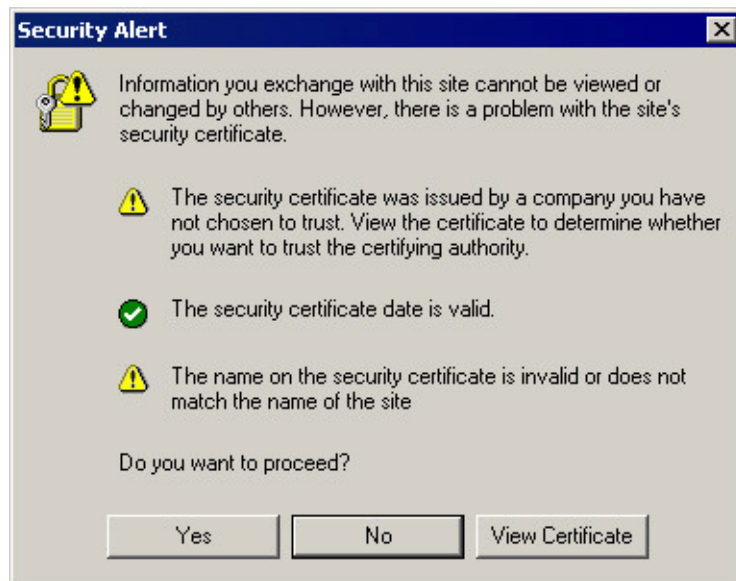 Security Alert
Information you exchange with this site cannot be viewed or
changed by others. However, there is a problem with the site's
security certificate.
The security certificate was issued by a company you have
not chosen to trust. View the certificate to determine whether
you want to trust the certifying authority.
The security certificate date is valid.
The name on the security certificate is invalid or does not
match the name of the site
Do you want to proceed?
Yes
No
View Certificate